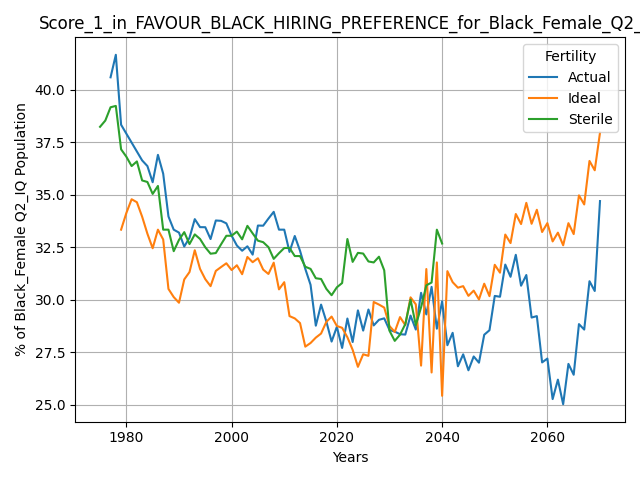 Score_1_in_FAVOUR_BLACK_HIRING_PREFERENCE_for_Black_Female_Q2_
Fertility
Actual
Ideal
Sterile
% of Black_Female Q2_IQ Population
40.0
37.5
35.0
32.5
30.0
27.5
25.0
1980 2000 2020 2040 2060
Years